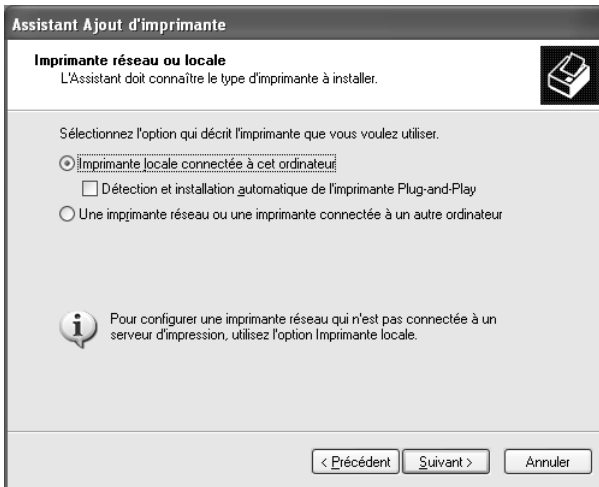 Assistant Ajout d'imprimante
Imprimante réseau ou locale
L'Assistant doit connaître le type d'imprimante à installer.
Sélectionnez l'option qui décrit l'imprimante que vous voulez utiliser.
Imprimante locale connectée à cet ordinateur
Détection et installation automatique de l'imprimante Plug-and-Play
Une imprimante réseau ou une imprimante connectée à un autre ordinateur
Pour configurer une imprimante réseau qui n'est pas connectée à un
serveur d'impression, utilisez l'option Imprimante locale.
< Précédent Suivant > Annuler